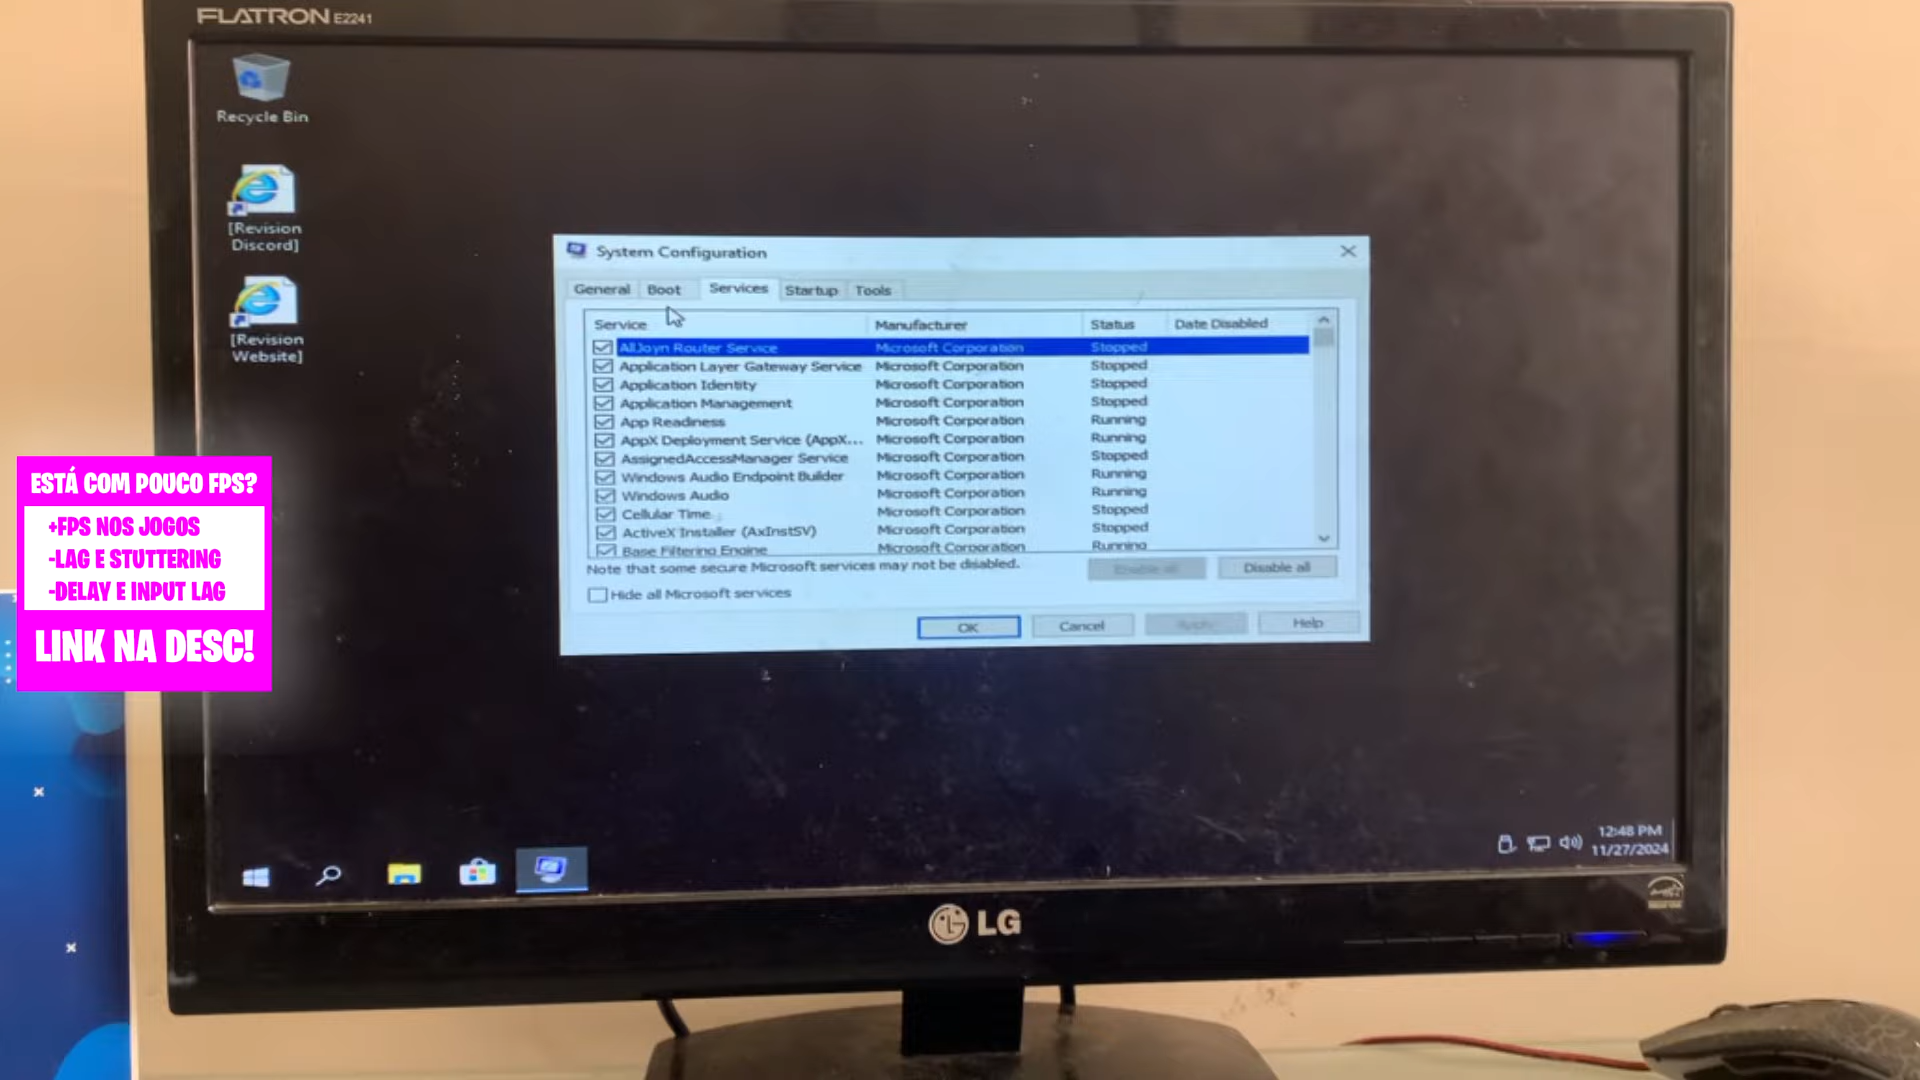 FLATRON E2241
Recycle Bin
[Revision
Discord]
[Revision
Website]
System Configuration
General Boot Services Startup Tools
Service Manufacturer Status Date Disabled
AllJoyn Router Service Microsoft Corporation Stopped
Application Layer Gateway Service Microsoft Corporation Stopped
Application Identity Microsoft Corporation Stopped
Application Management Microsoft Corporation Stopped
App Readiness Microsoft Corporation Running
AppX Deployment Service (AppX... Microsoft Corporation Running
AssignedAccessManager Service Microsoft Corporation Stopped
Windows Audio Endpoint Builder Microsoft Corporation Running
Windows Audio Microsoft Corporation Running
Cellular Time Microsoft Corporation Stopped
ActiveX Installer (AxInstSV) Microsoft Corporation Stopped
Base Filtering Engine Microsoft Corporation Running
Note that some secure Microsoft services may not be disabled.
Enable all Disable all
Hide all Microsoft services
OK Cancel Apply Help
ESTÁ COM POUCO FPS?
+FPS NOS JOGOS
-LAG E STUTTERING
-DELAY E INPUT LAG
LINK NA DESC!
12:48 PM
11/27/2024
LG